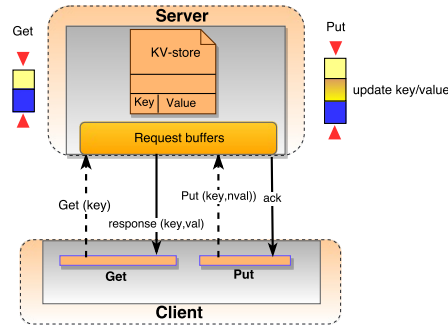 Server
Get
Put
KV-store
Key
Value
update key/value
Request buffers
Get (key)
Put (key,nval))
ack
response (key,val)
Get
Put
Client